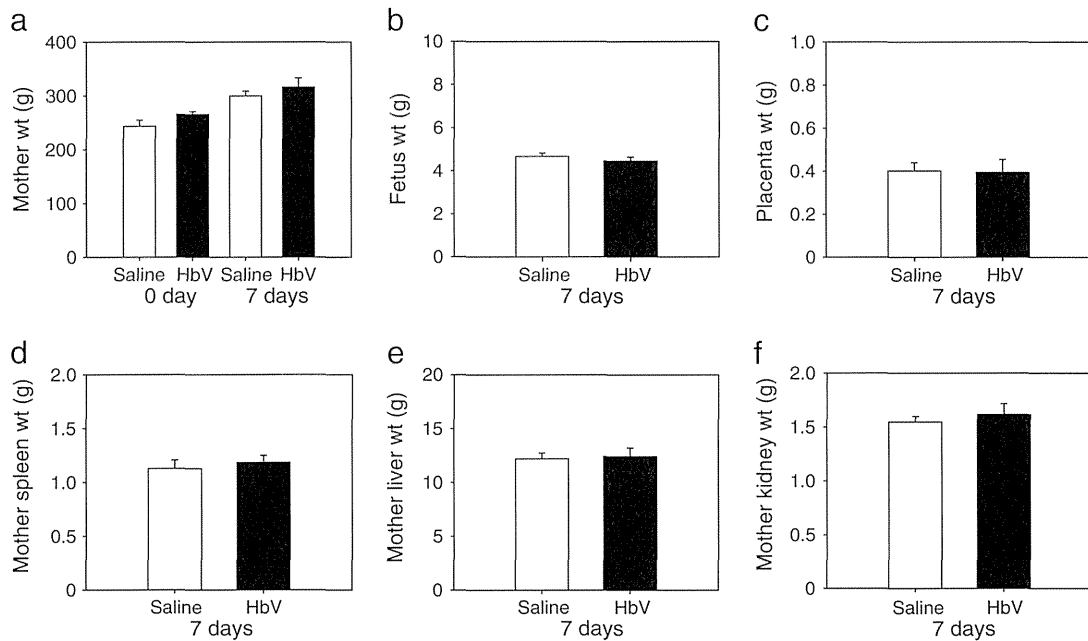 a
Mother wt (g)
400
300
200
100
0
Saline HbV Saline HbV
0 day 7 days
b
Fetus wt (g)
10
8
6
4
2
0
Saline HbV
7 days
c
Placenta wt (g)
1.0
0.8
0.6
0.4
0.2
0
Saline HbV
7 days
d
Mother spleen wt (g)
2.0
1.5
1.0
0.5
0
Saline HbV
7 days
e
Mother liver wt (g)
20
15
10
5
0
Saline HbV
7 days
f
Mother kidney wt (g)
2.0
1.5
1.0
0.5
0
Saline HbV
7 days